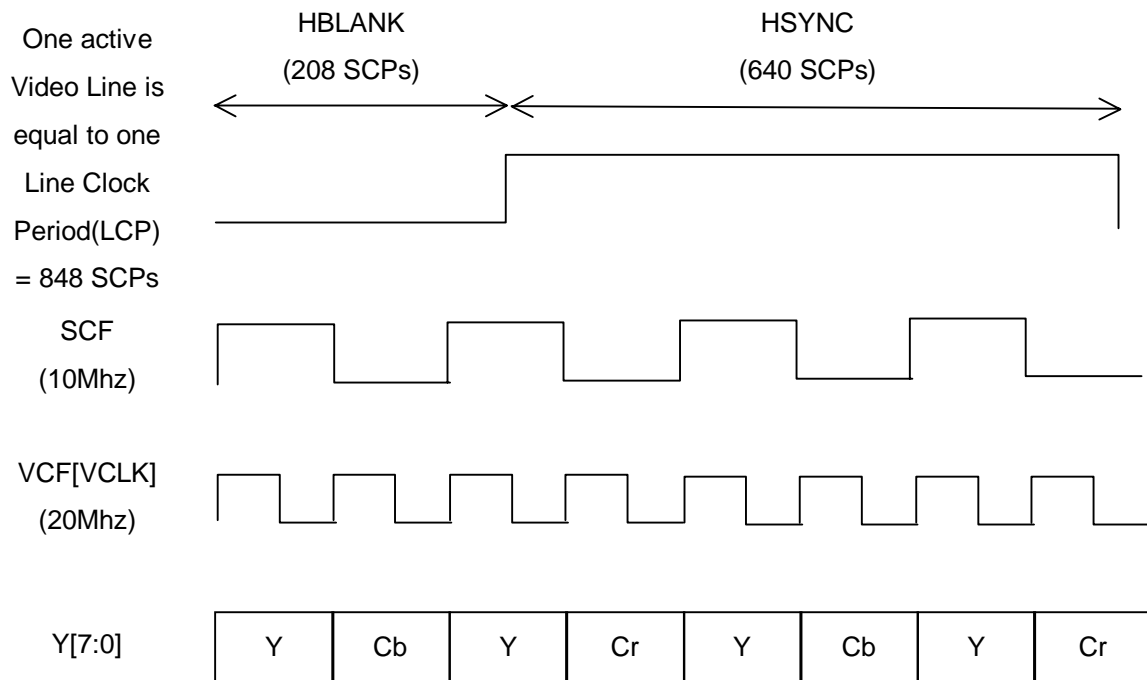 One active
Video Line is
equal to one
Line Clock
Period(LCP)
= 848 SCPs
HBLANK
(208 SCPs)
HSYNC
(640 SCPs)
SCF
(10Mhz)
VCF[VCLK]
(20Mhz)
Y[7:0]
Y Cb Y Cr Y Cb Y Cr